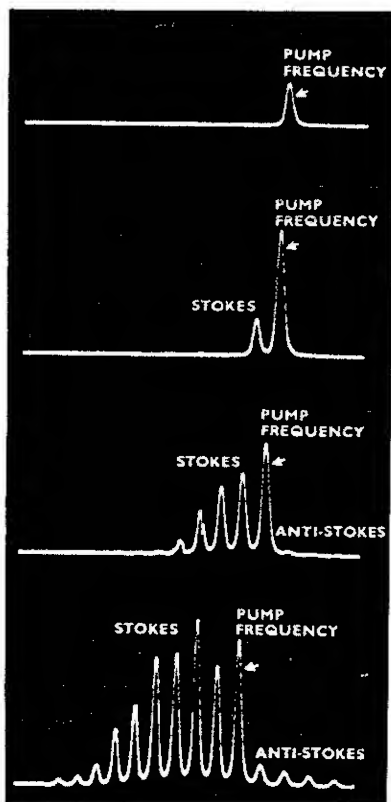 PUMP
FREQUENCY
PUMP
FREQUENCY
STOKES
PUMP
FREQUENCY
STOKES
ANTI-STOKES
STOKES
PUMP
FREQUENCY
ANTI-STOKES